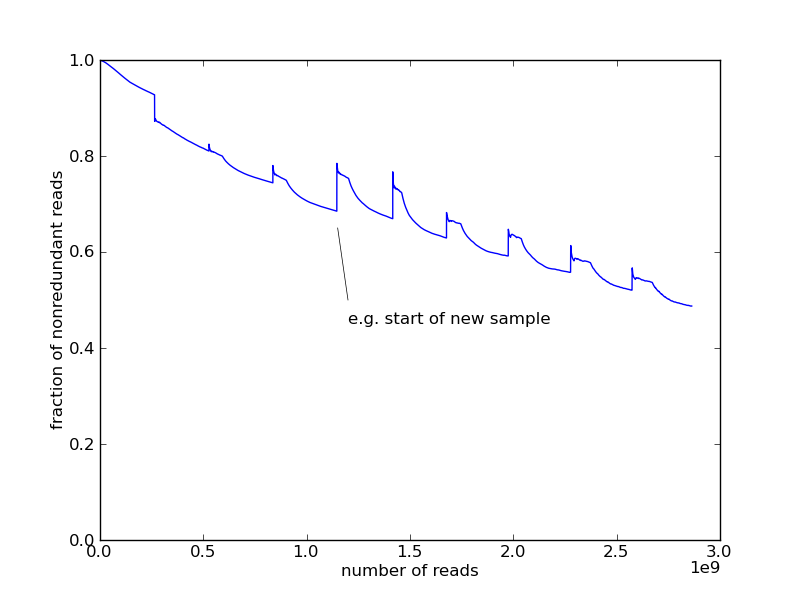 1.0
0.8
0.6
0.4
0.2
0.0
fraction of nonredundant reads
e.g. start of new sample
0.0 0.5 1.0 1.5 2.0 2.5 3.0
1e9
number of reads